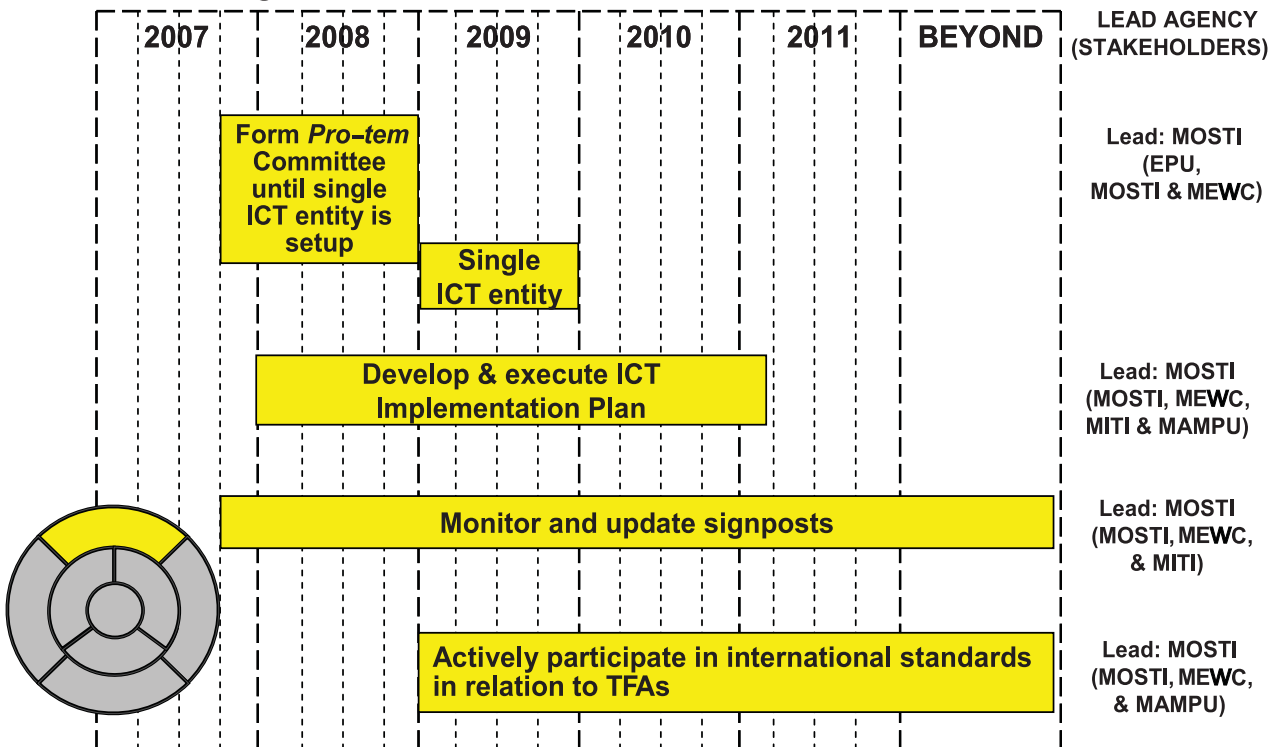 2007 2008 2009 2010 2011 BEYOND
LEAD AGENCY
(STAKEHOLDERS)
Form Pro–tem
Committee
until single
ICT entity is
setup
Lead: MOSTI
(EPU,
MOSTI & MEWC)
Single
ICT entity
Develop & execute ICT
Implementation Plan
Lead: MOSTI
(MOSTI, MEWC,
MITI & MAMPU)
Monitor and update signposts
Lead: MOSTI
(MOSTI, MEWC,
& MITI)
Actively participate in international standards
in relation to TFAs
Lead: MOSTI
(MOSTI, MEWC,
& MAMPU)